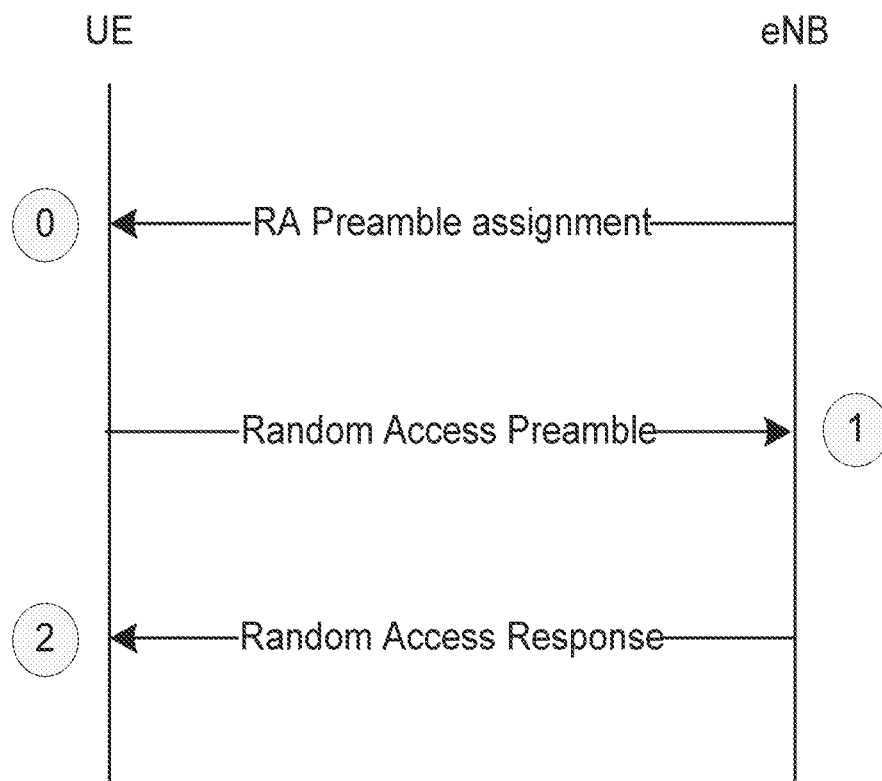 UE eNB
0 RA Preamble assignment
Random Access Preamble 1
2 Random Access Response